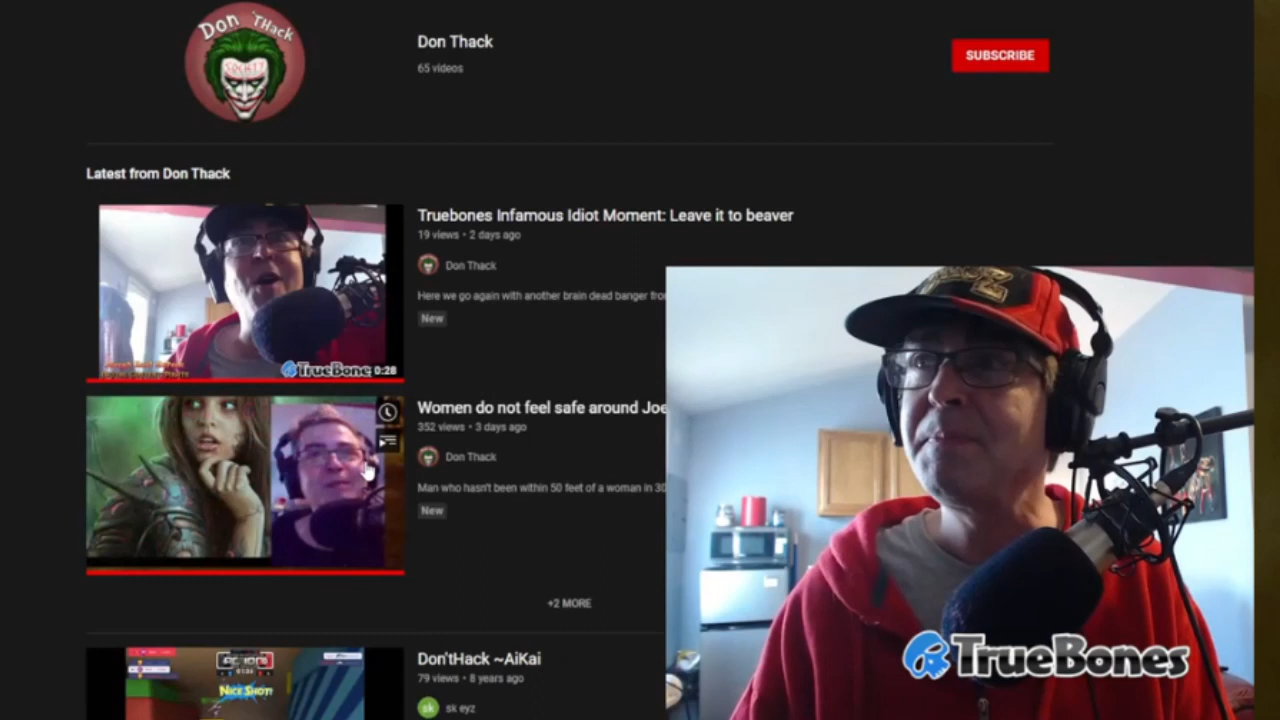 Don Thack
SOCIETY
Don Thack
65 videos
SUBSCRIBE
Latest from Don Thack
Truebones Infamous Idiot Moment: Leave it to beaver
19 views • 2 days ago
Don Thack
Here we go again with another brain dead banger fro
New
TrueBone 0:28
Women do not feel safe around Joe
352 views • 3 days ago
Don Thack
Man who hasn't been within 50 feet of a woman in 30
New
+2 MORE
NICE SHOT!
Don'tHack ~AiKai
79 views • 8 years ago
sk sk eyz
TrueBones